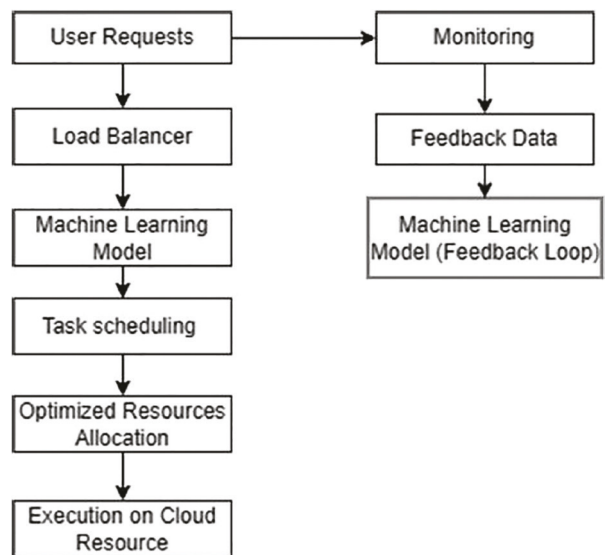 User Requests
Monitoring
Load Balancer
Feedback Data
Machine Learning
Model
Machine Learning
Model (Feedback Loop)
Task scheduling
Optimized Resources
Allocation
Execution on Cloud
Resource